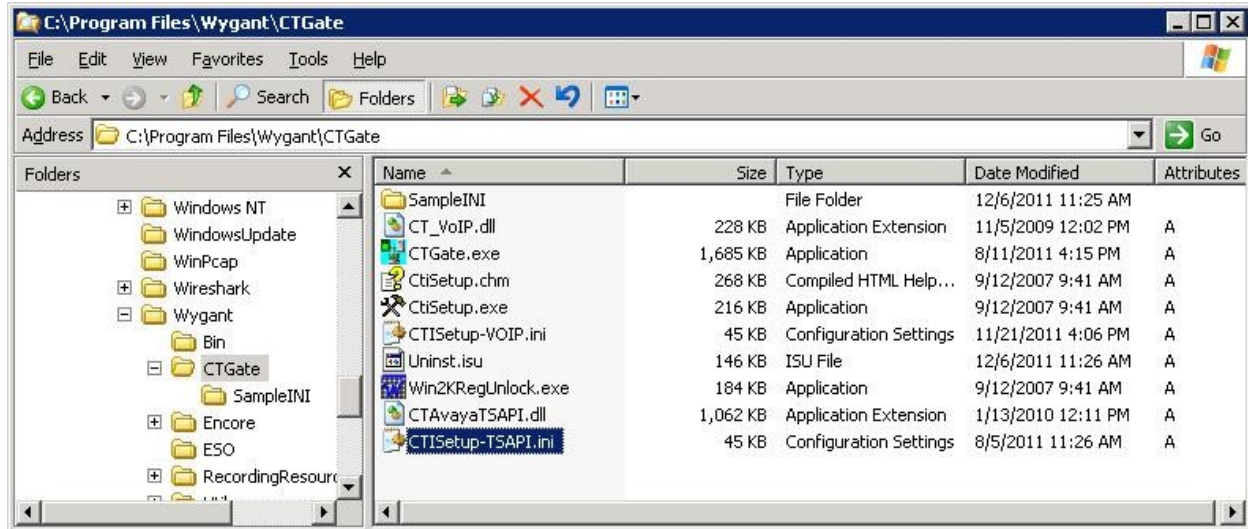 C:\Program Files\Wygant\CTGate
File Edit View Favorites Tools Help
Back Search Folders
Address C:\Program Files\Wygant\CTGate Go
Folders
Windows NT
WindowsUpdate
WinPcap
Wireshark
Wygant
Bin
CTGate
SampleINI
Encore
ESO
RecordingResourc
Name Size Type Date Modified Attributes
SampleINI File Folder 12/6/2011 11:25 AM
CT_VoIP.dll 228 KB Application Extension 11/5/2009 12:02 PM A
CTGate.exe 1,685 KB Application 8/11/2011 4:15 PM A
CtiSetup.chm 268 KB Compiled HTML Help... 9/12/2007 9:41 AM A
CtiSetup.exe 216 KB Application 9/12/2007 9:41 AM A
CTISetup-VOIP.ini 45 KB Configuration Settings 11/21/2011 4:06 PM A
Uninst.isu 146 KB ISU File 12/6/2011 11:26 AM A
Win2KRegUnlock.exe 184 KB Application 9/12/2007 9:41 AM A
CTAvayaTSAPI.dll 1,062 KB Application Extension 1/13/2010 12:11 PM A
CTISetup-TSAPI.ini 45 KB Configuration Settings 8/5/2011 11:26 AM A